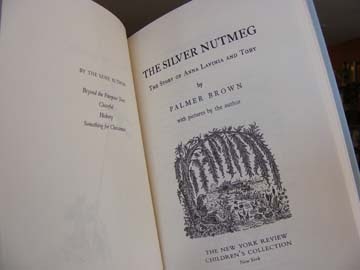 BY THE SAME AUTHOR
Beyond the Pawpaw Trees
Cheerful
Hickory
Something for Christmas
THE SILVER NUTMEG
THE STORY OF ANNA LAVINIA AND TOBY
by
PALMER BROWN
with pictures by the author
THE NEW YORK REVIEW
CHILDREN'S COLLECTION
New York